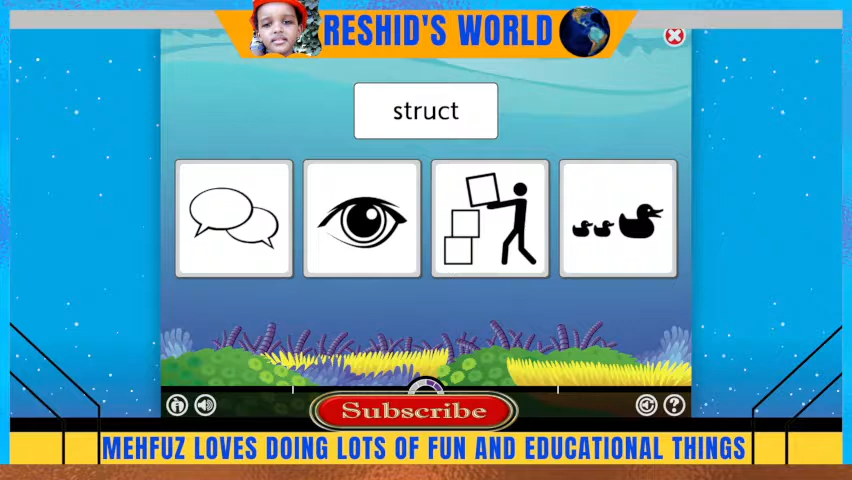 RESHID'S WORLD
struct
Subscribe
MEHFUZ LOVES DOING LOTS OF FUN AND EDUCATIONAL THINGS